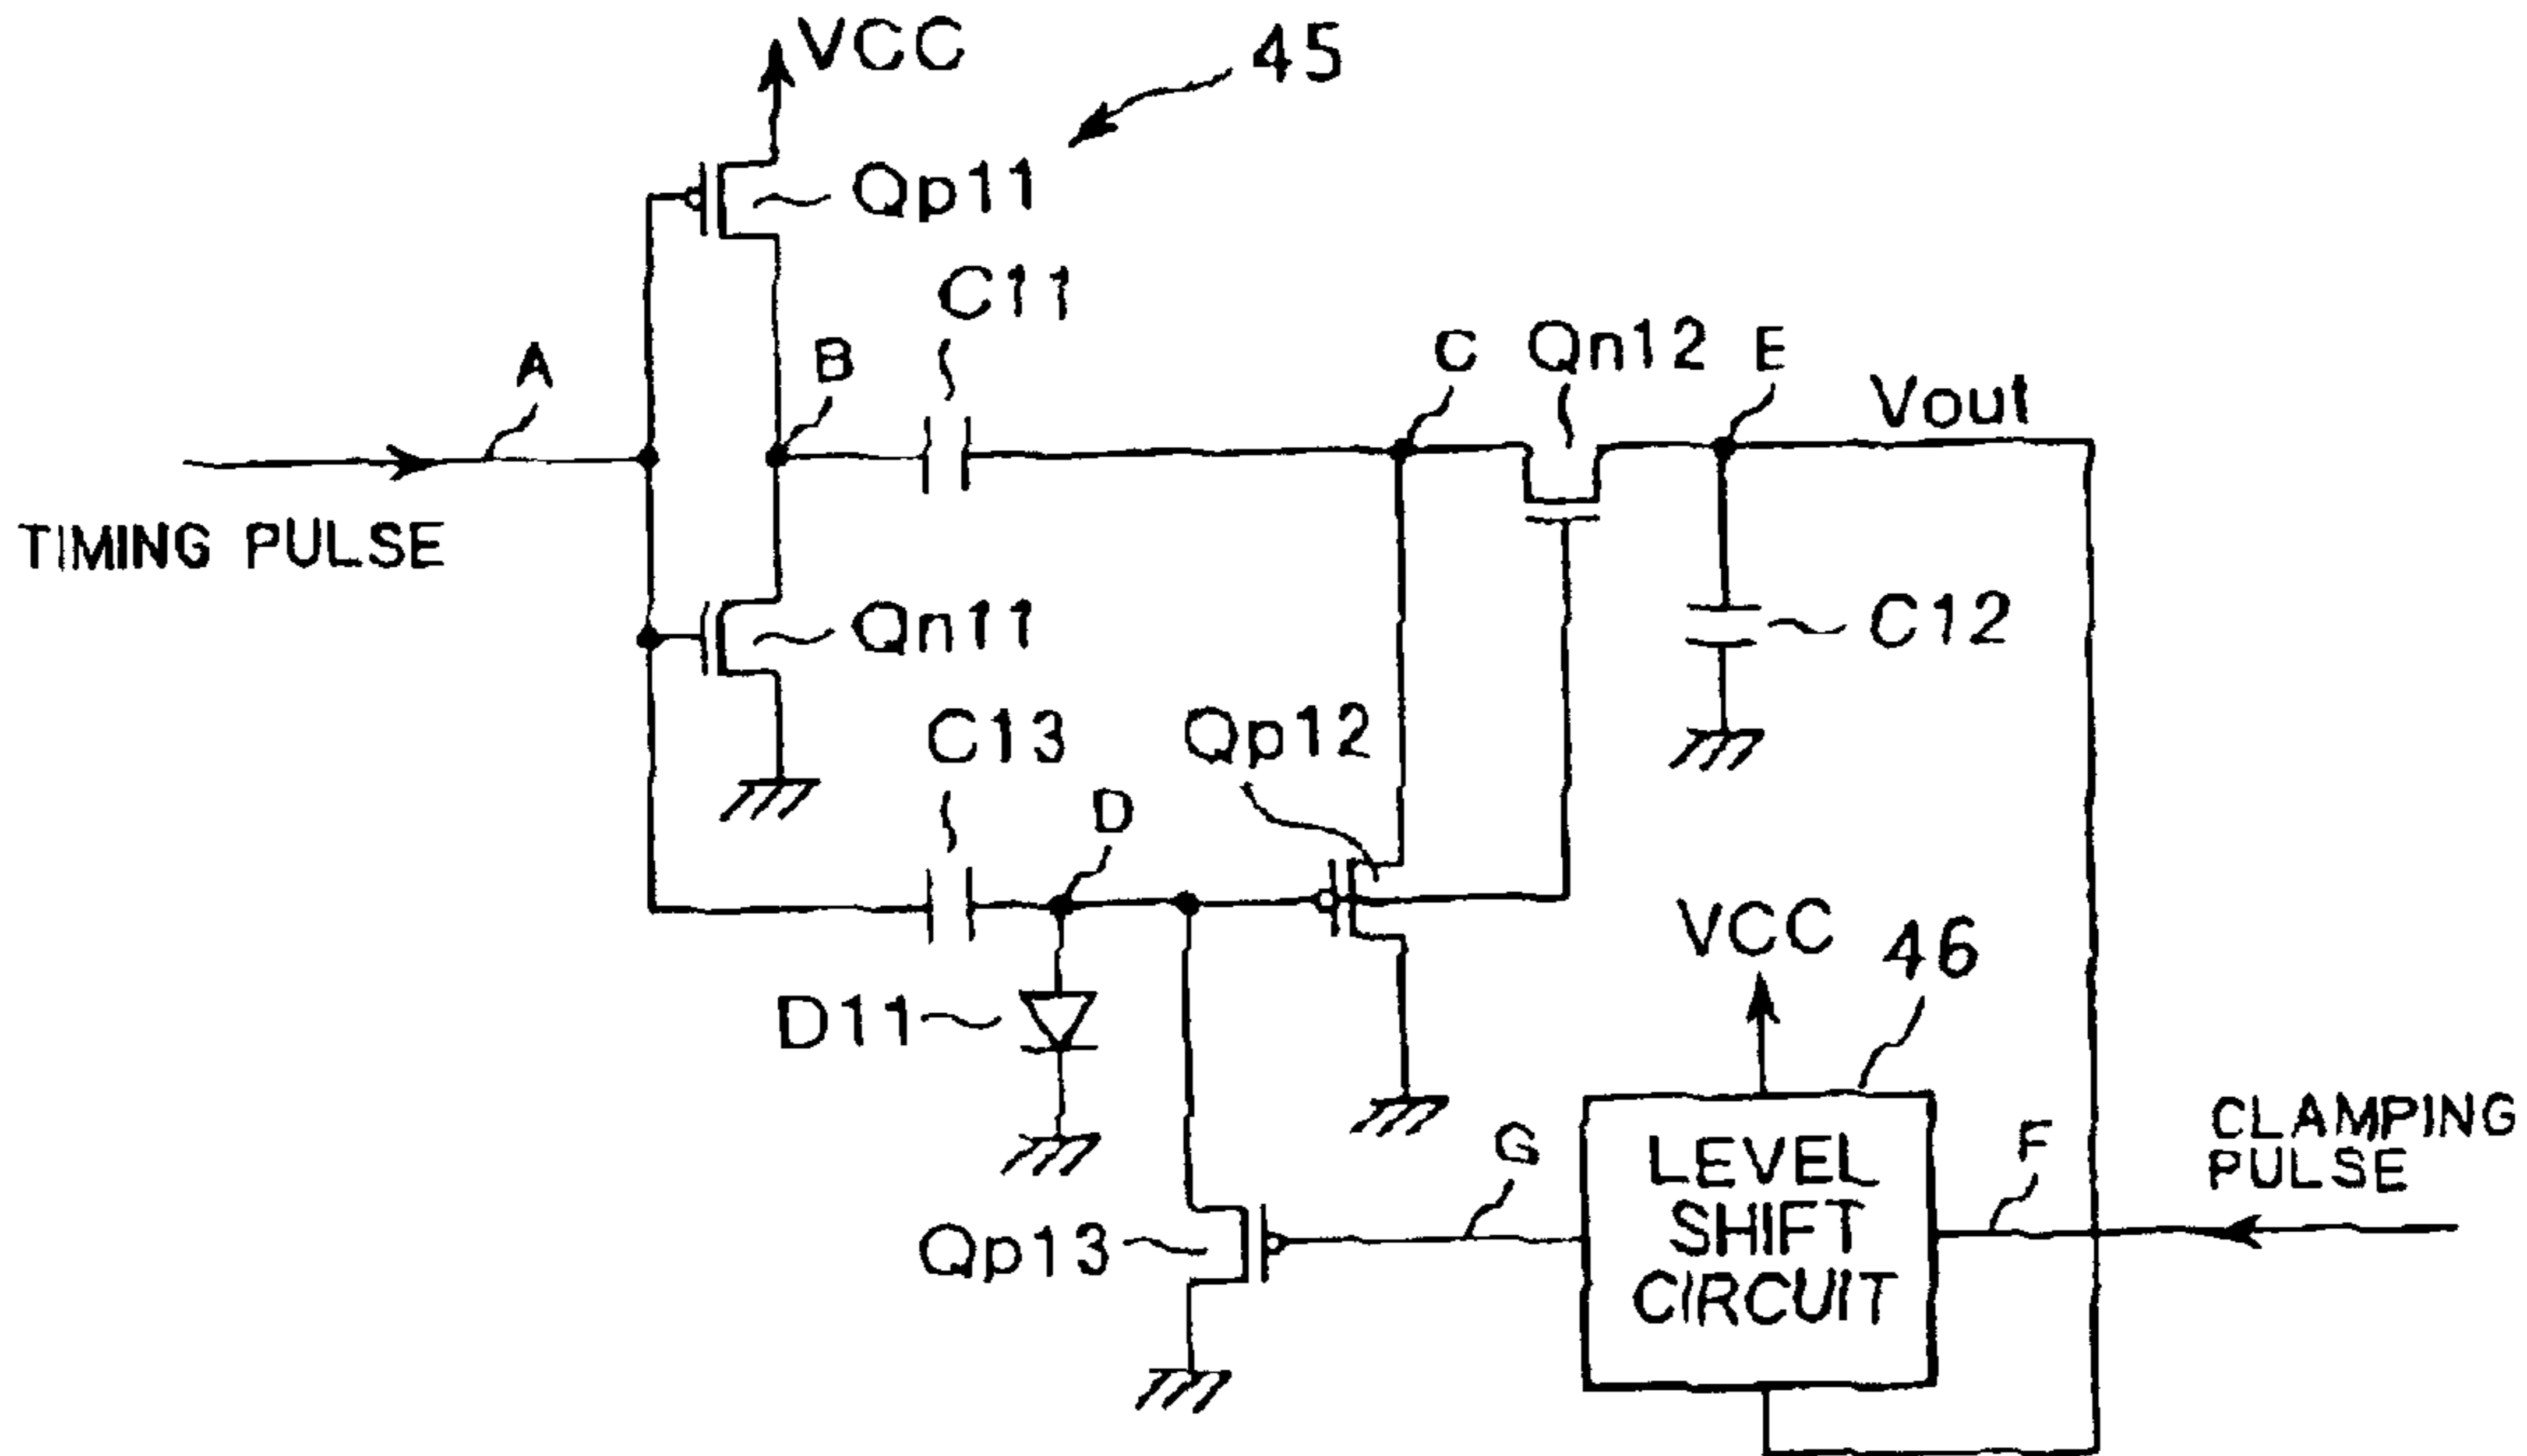 VCC
45
Qp11
C11
A
B
C
Qn12
E
Vout
TIMING PULSE
Qn11
C12
C13
Qp12
D
VCC
46
D11
G
LEVEL
SHIFT
CIRCUIT
F
CLAMPING
PULSE
Qp13